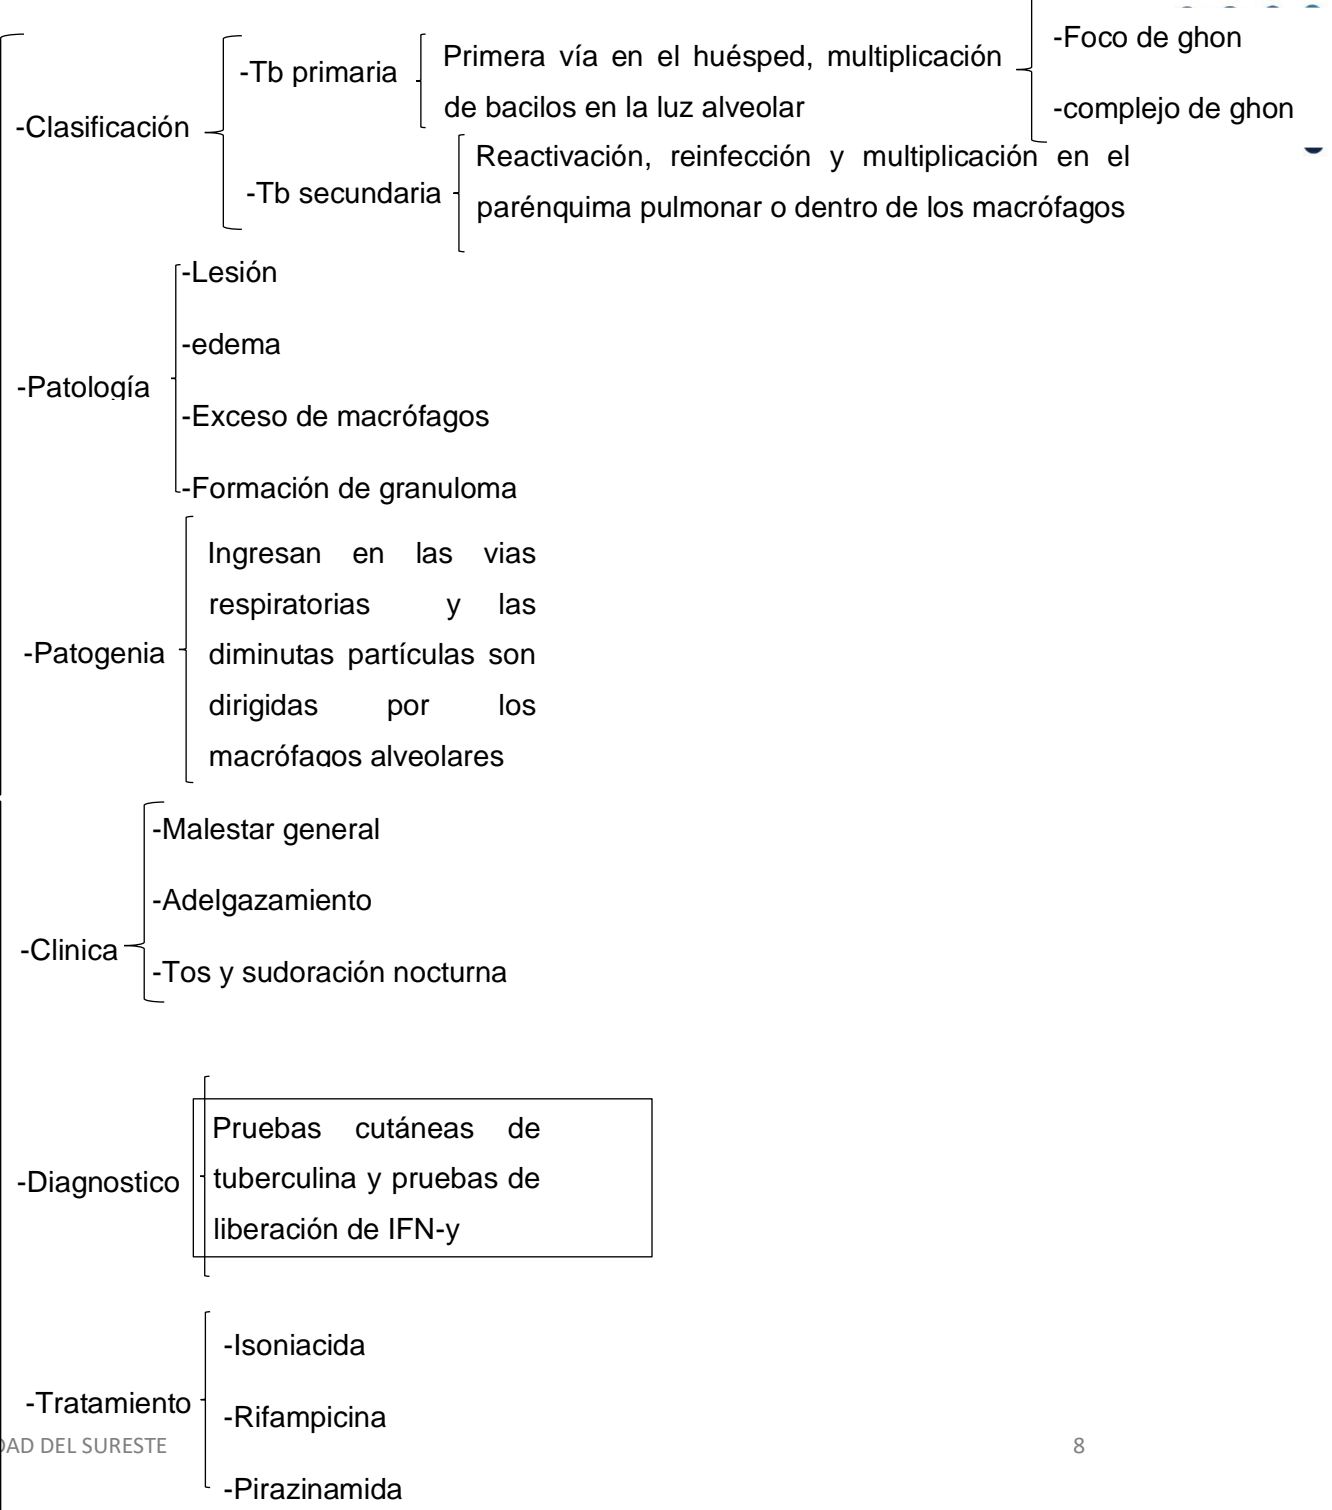 -Foco de ghon
-Tb primaria
Primera vía en el huésped, multiplicación
de bacilos en la luz alveolar
-complejo de ghon
-Clasificación
-Tb secundaria
Reactivación, reinfección y multiplicación en el
parénquima pulmonar o dentro de los macrófagos
-Patología
-Lesión
-edema
-Exceso de macrófagos
-Formación de granuloma
-Patogenia
Ingresan en las vias
respiratorias y las
diminutas partículas son
dirigidas por los
macrófagos alveolares
-Clinica
-Malestar general
-Adelgazamiento
-Tos y sudoración nocturna
-Diagnostico
Pruebas cutáneas de
tuberculina y pruebas de
liberación de IFN-y
-Tratamiento
-Isoniacida
-Rifampicina
-Pirazinamida
DAD DEL SURESTE
8